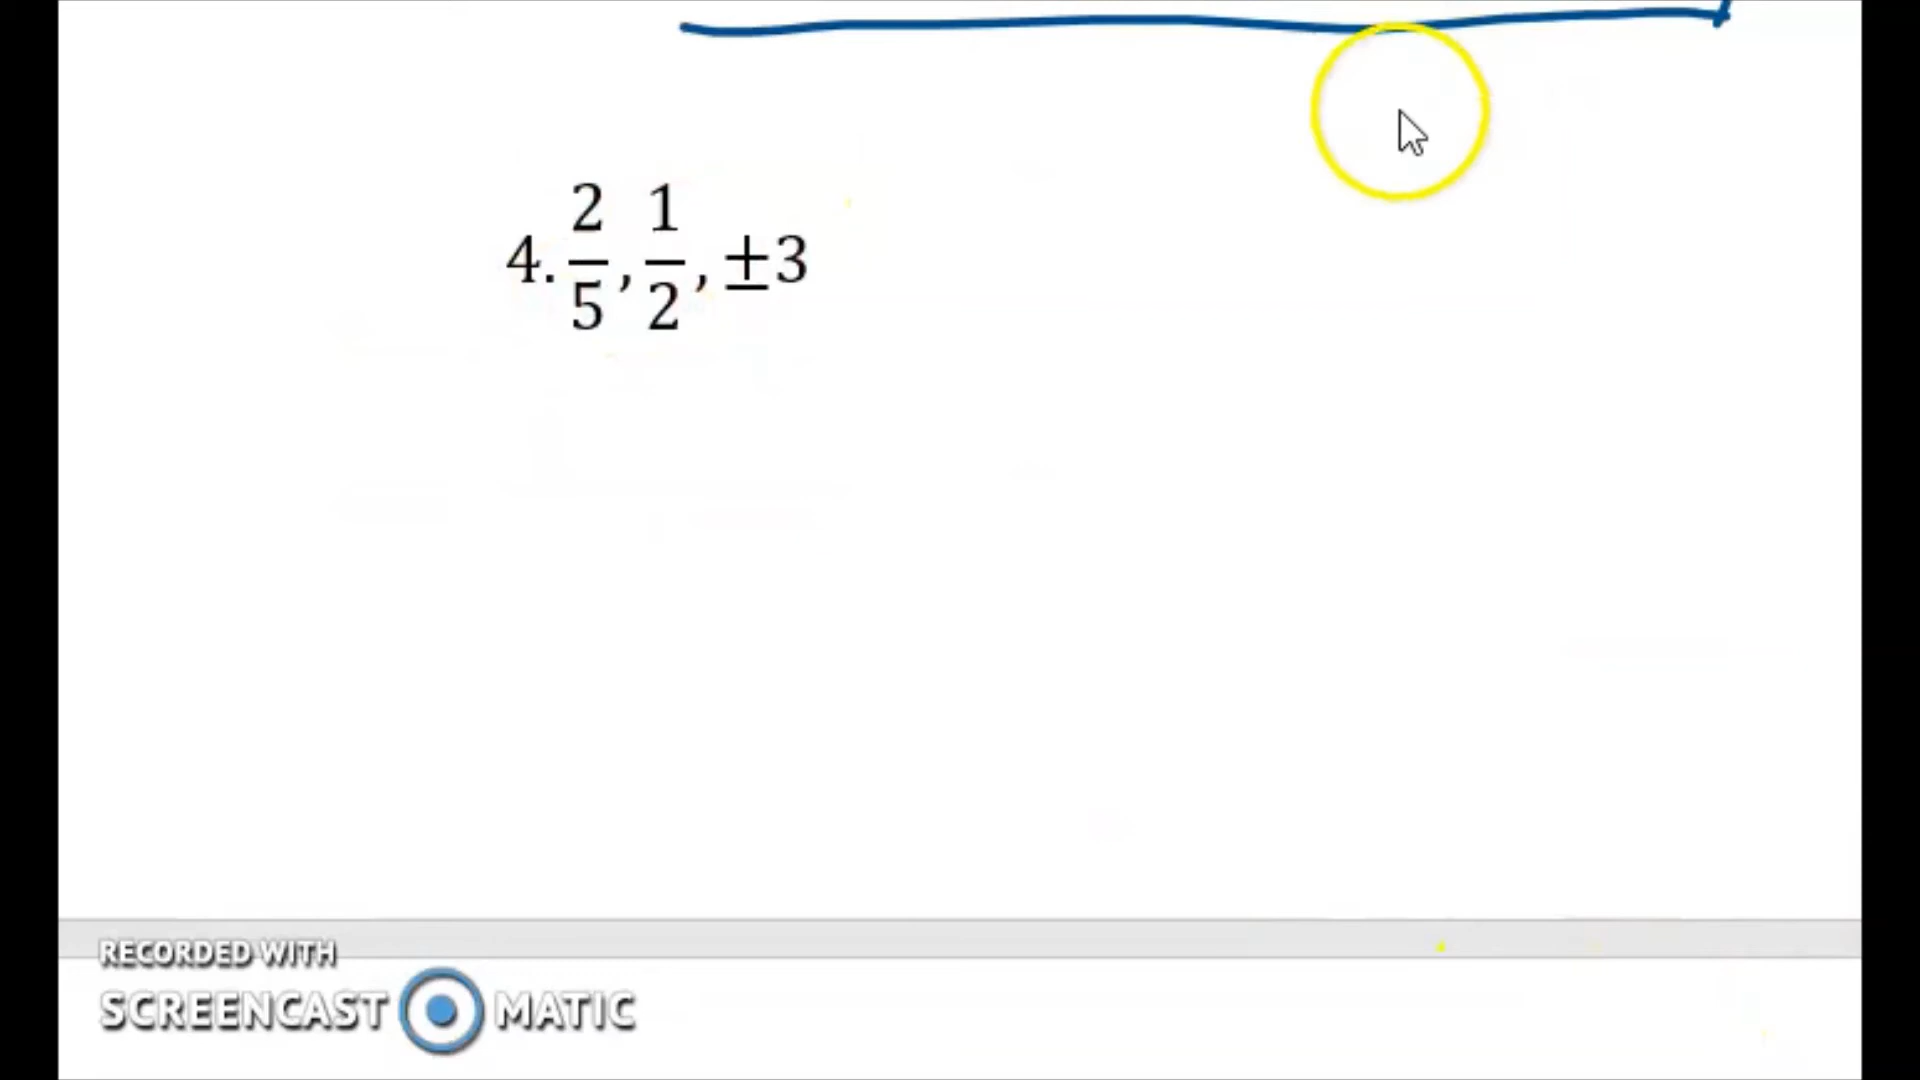 4. 2/5, 1/2, ±3
RECORDED WITH
SCREENCAST MATIC